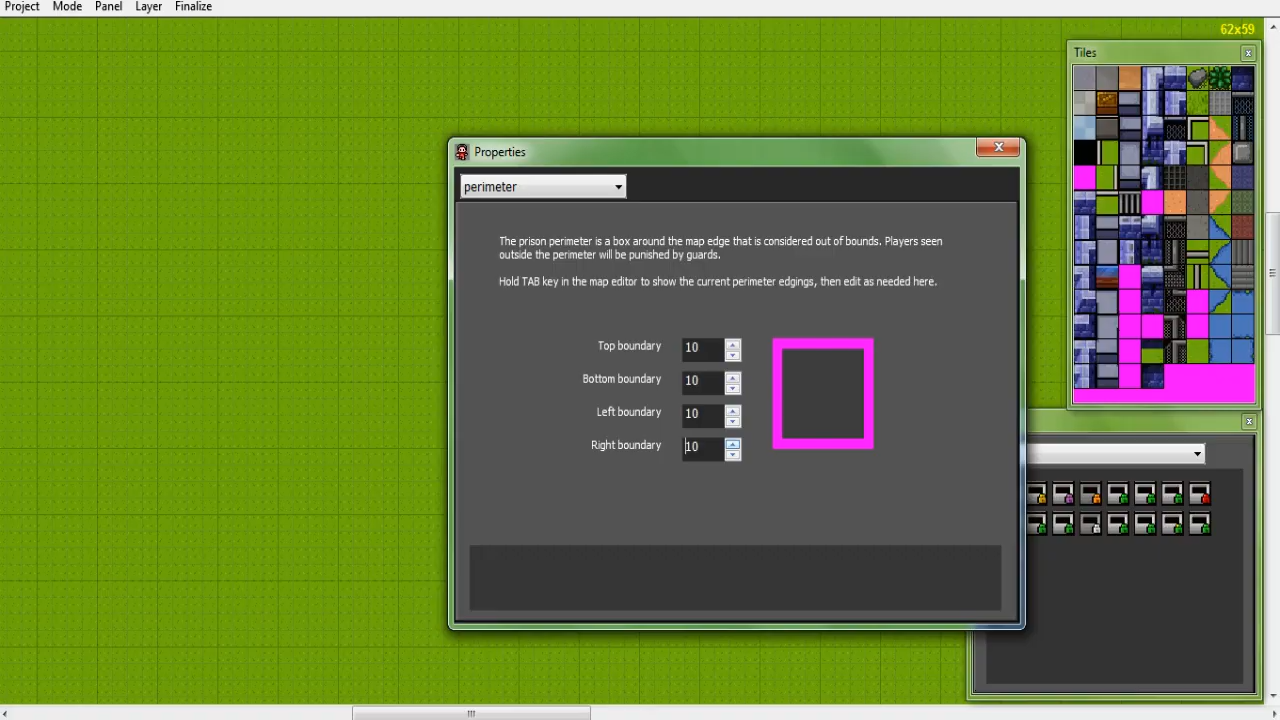 Project Mode Panel Layer Finalize
62x59
Tiles
Properties
perimeter
The prison perimeter is a box around the map edge that is considered out of bounds. Players seen
outside the perimeter will be punished by guards.
Hold TAB key in the map editor to show the current perimeter edgings, then edit as needed here.
Top boundary 10
Bottom boundary 10
Left boundary 10
Right boundary 10